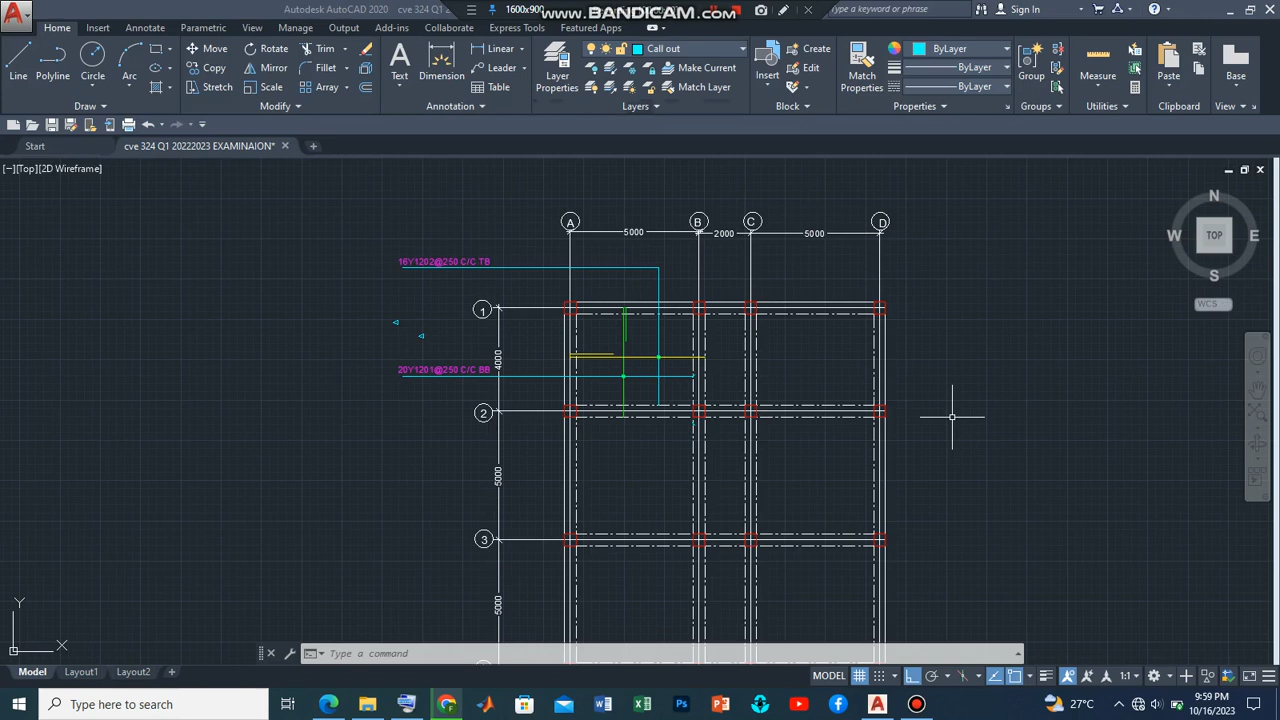 Autodesk AutoCAD 2020 cve 324 Q1
1600x900
www.BANDICAM.com
Type a keyword or phrase
Sign In
Home Insert Annotate Parametric View Manage Output Add-ins Collaborate Express Tools Featured Apps
Line Polyline Circle Arc
Move Rotate Trim
Copy Mirror Fillet
Stretch Scale Array
Text Dimension
Linear
Leader
Table
Layer Properties
Call out
Make Current
Match Layer
Insert
Create
Edit
Match Properties
ByLayer
ByLayer
ByLayer
Group
Measure
Paste
Base
Draw Modify Annotation Layers Block Properties Groups Utilities Clipboard View
Start
cve 324 Q1 20222023 EXAMINAION*
[−][Top][2D Wireframe]
N
W TOP E
S
WCS
A B C D
5000 2000 5000
16Y1202@250 C/C TB
1
4000
20Y1201@250 C/C BB
2
5000
3
5000
Y
X
Type a command
Model Layout1 Layout2
MODEL
1:1
Type here to search
27°C
9:59 PM
10/16/2023